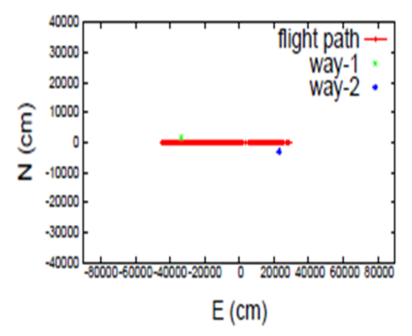 flight path
way-1
way-2
40000
30000
20000
10000
0
-10000
-20000
-30000
-40000
N (cm)
-80000 -60000 -40000 -20000 0 20000 40000 60000 80000
E (cm)